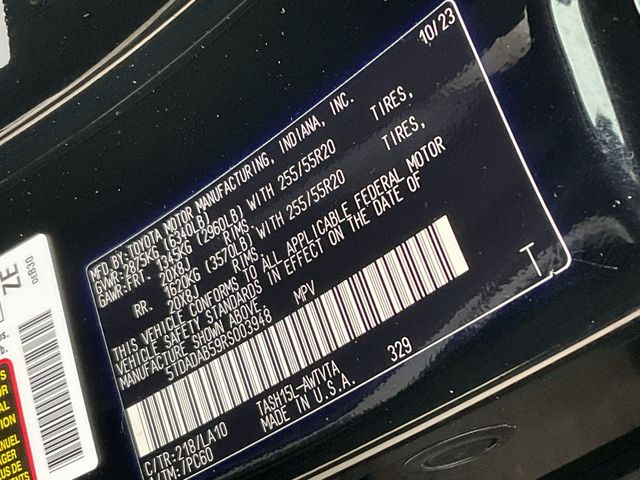 10/23
MFD. BY: TOYOTA MOTOR MANUFACTURING, INDIANA, INC.
GVWR: 2875KG (6340LB)
GAWR: FRT. 1345KG (2960LB) WITH 255/55R20 TIRES,
20X8J RIMS
RR. 1620KG (3570LB) WITH 255/55R20 TIRES,
20X8J RIMS
THIS VEHICLE CONFORMS TO ALL APPLICABLE FEDERAL MOTOR
VEHICLE SAFETY STANDARDS IN EFFECT ON THE DATE OF
MANUFACTURE SHOWN ABOVE.
5TDADAB59RS003948 MPV
C/TR: 218/LA10 TASH15L-AWTVTA 329
MADE IN U.S.A.
T
ZE
0EB30